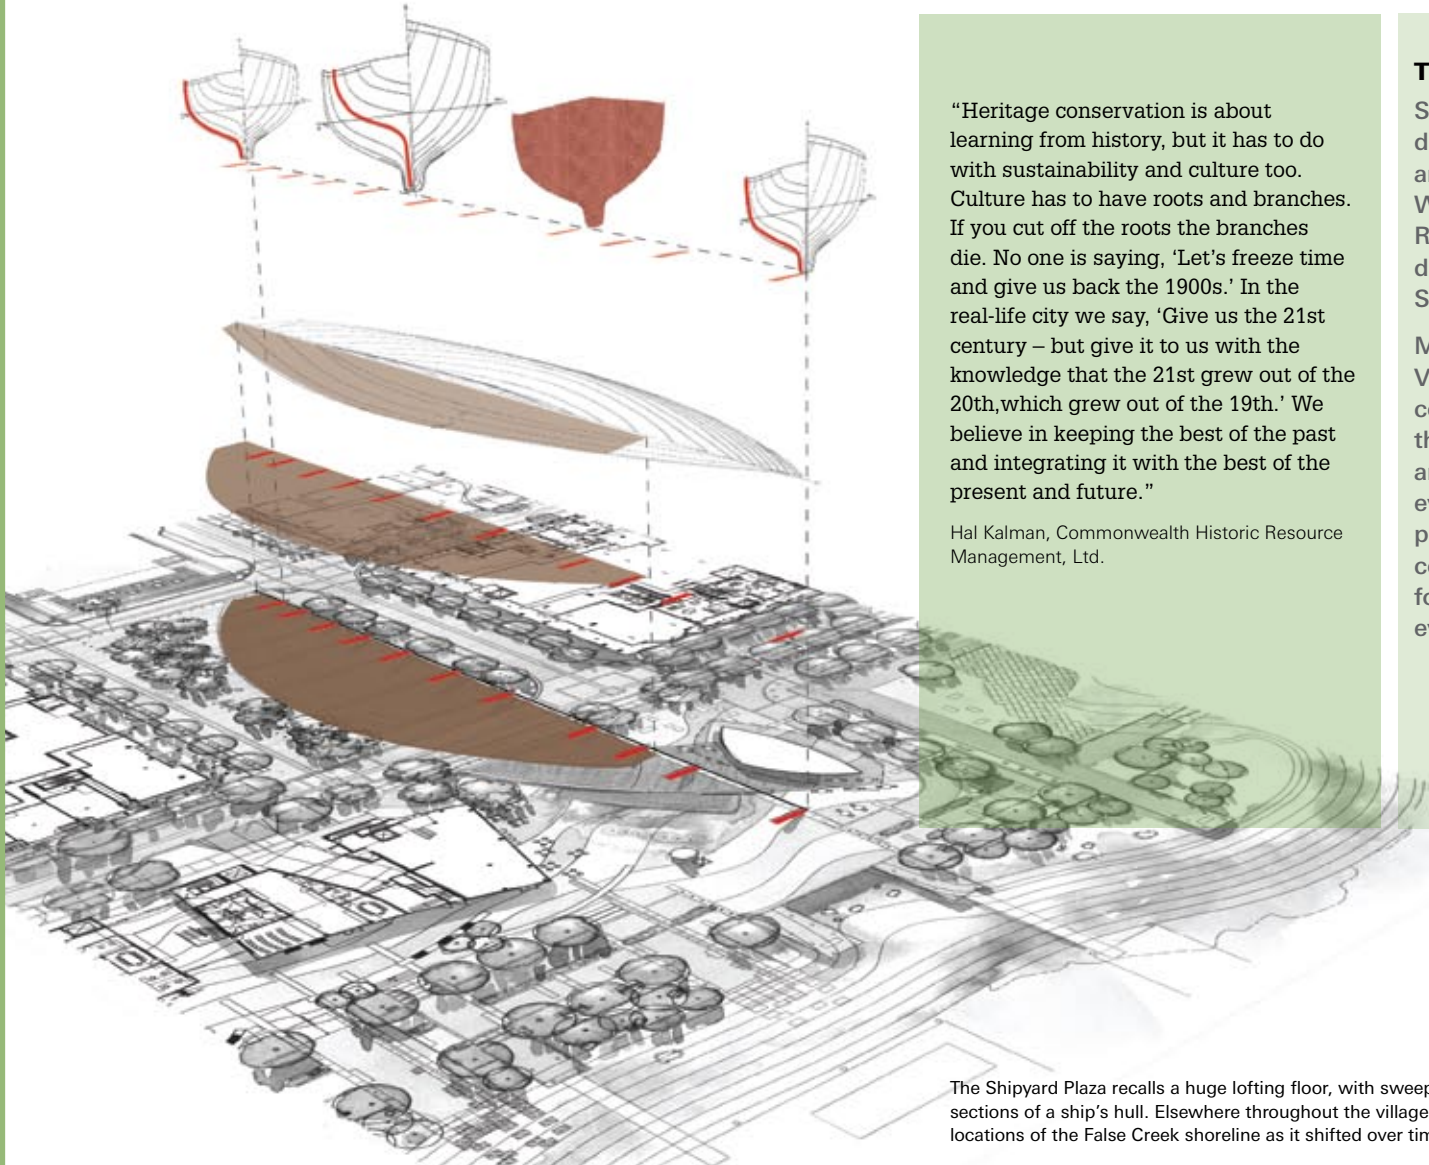 “Heritage conservation is about
learning from history, but it has to do
with sustainability and culture too.
Culture has to have roots and branches.
If you cut off the roots the branches
die. No one is saying, ‘Let’s freeze time
and give us back the 1900s.’ In the
real-life city we say, ‘Give us the 21st
century – but give it to us with the
knowledge that the 21st grew out of the
20th,which grew out of the 19th.’ We
believe in keeping the best of the past
and integrating it with the best of the
present and future.”
Hal Kalman, Commonwealth Historic Resource
Management, Ltd.
The Shipyard Plaza recalls a huge lofting floor, with
sections of a ship’s hull. Elsewhere throughout the village
locations of the False Creek shoreline as it shifted over